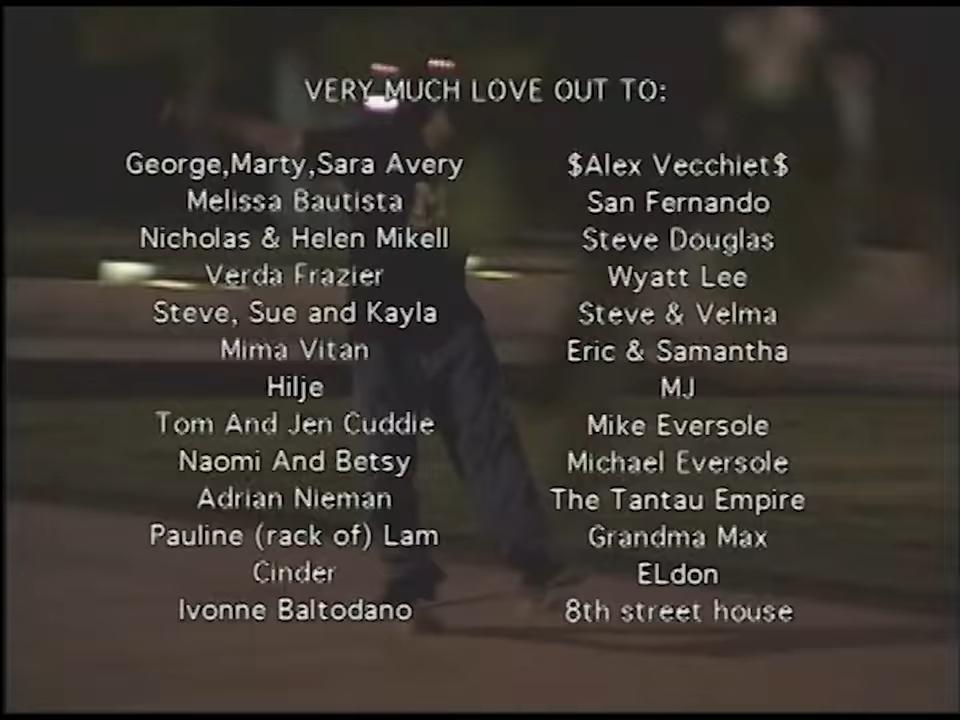 VERY MUCH LOVE OUT TO:
George,Marty,Sara Avery
Melissa Bautista
Nicholas & Helen Mikell
Verda Frazier
Steve, Sue and Kayla
Mima Vitan
Hilje
Tom And Jen Cuddie
Naomi And Betsy
Adrian Nieman
Pauline (rack of) Lam
Cinder
Ivonne Baltodano
$Alex Vecchiet$
San Fernando
Steve Douglas
Wyatt Lee
Steve & Velma
Eric & Samantha
MJ
Mike Eversole
Michael Eversole
The Tantau Empire
Grandma Max
ELdon
8th street house